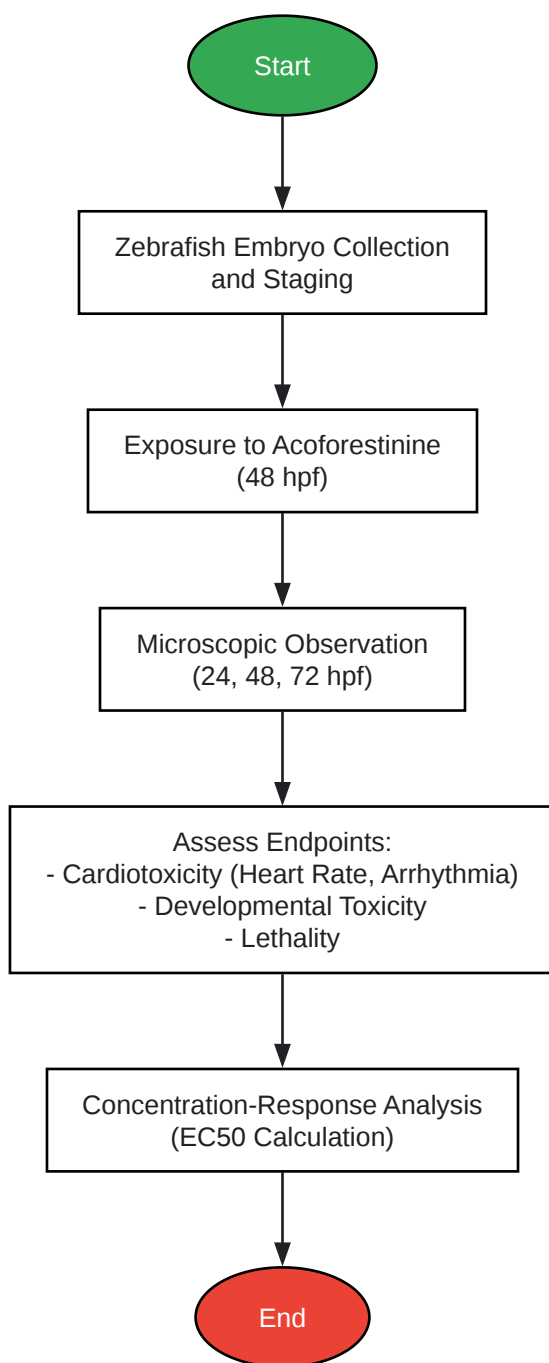 Start
Zebrafish Embryo Collection
and Staging
Exposure to Acoforestinine
(48 hpf)
Microscopic Observation
(24, 48, 72 hpf)
Assess Endpoints:
- Cardiotoxicity (Heart Rate, Arrhythmia)
- Developmental Toxicity
- Lethality
Concentration-Response Analysis
(EC50 Calculation)
End